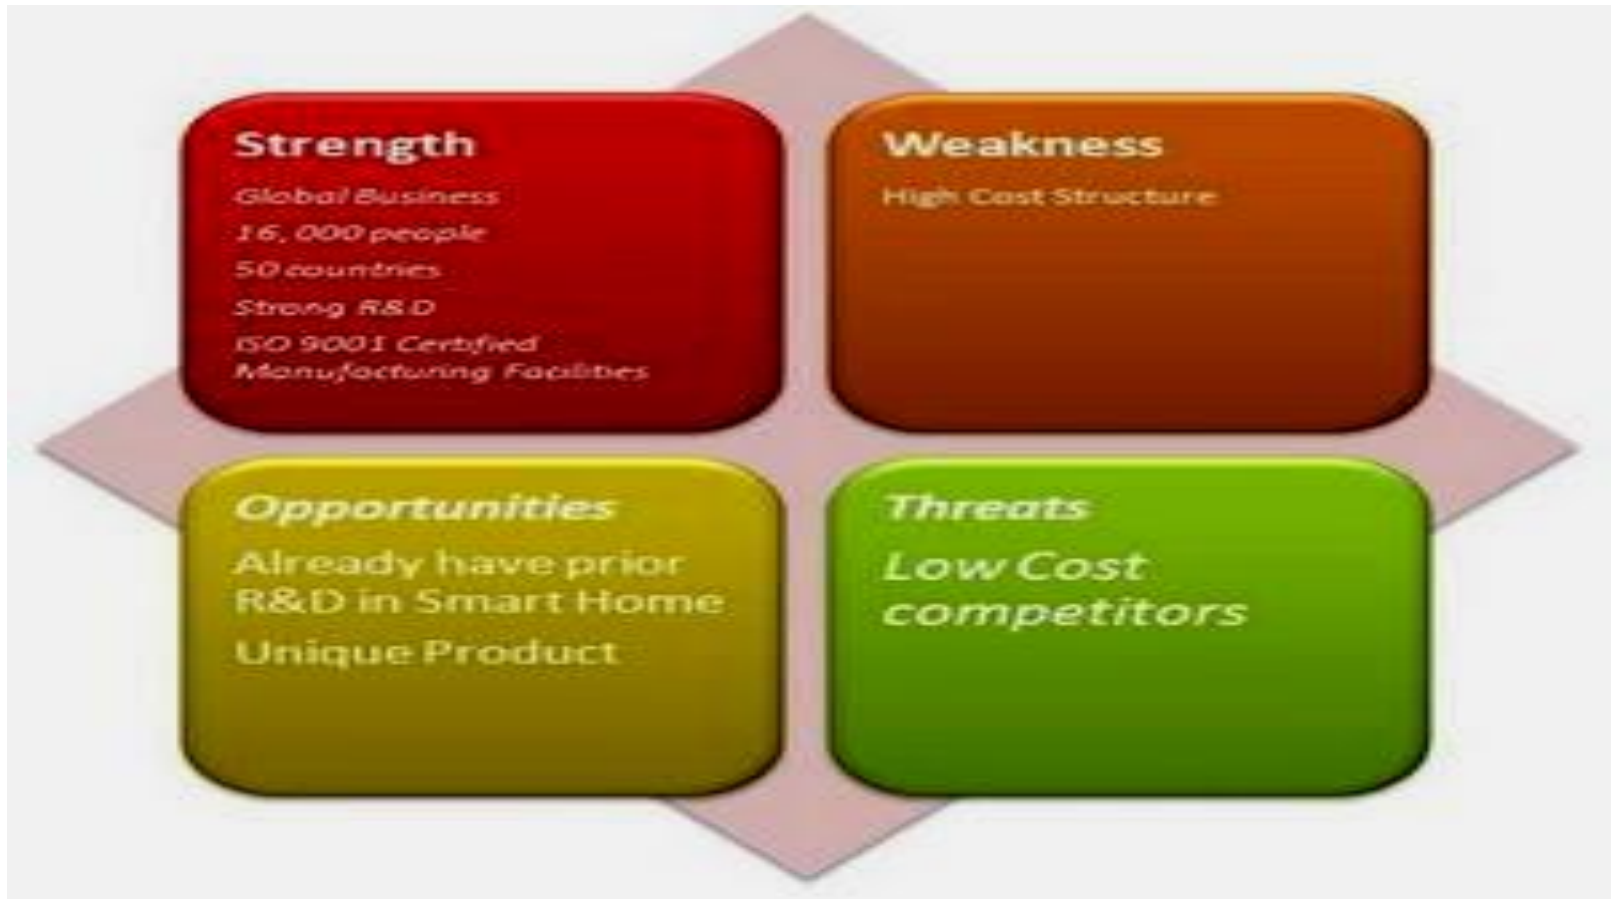 Strength
Global Business
16, 000 people
50 countries
Strong R&D
ISO 9001 Certified
Manufacturing Facilities
Weakness
High Cost Structure
Opportunities
Already have prior
R&D in Smart Home
Unique Product
Threats
Low Cost
competitors